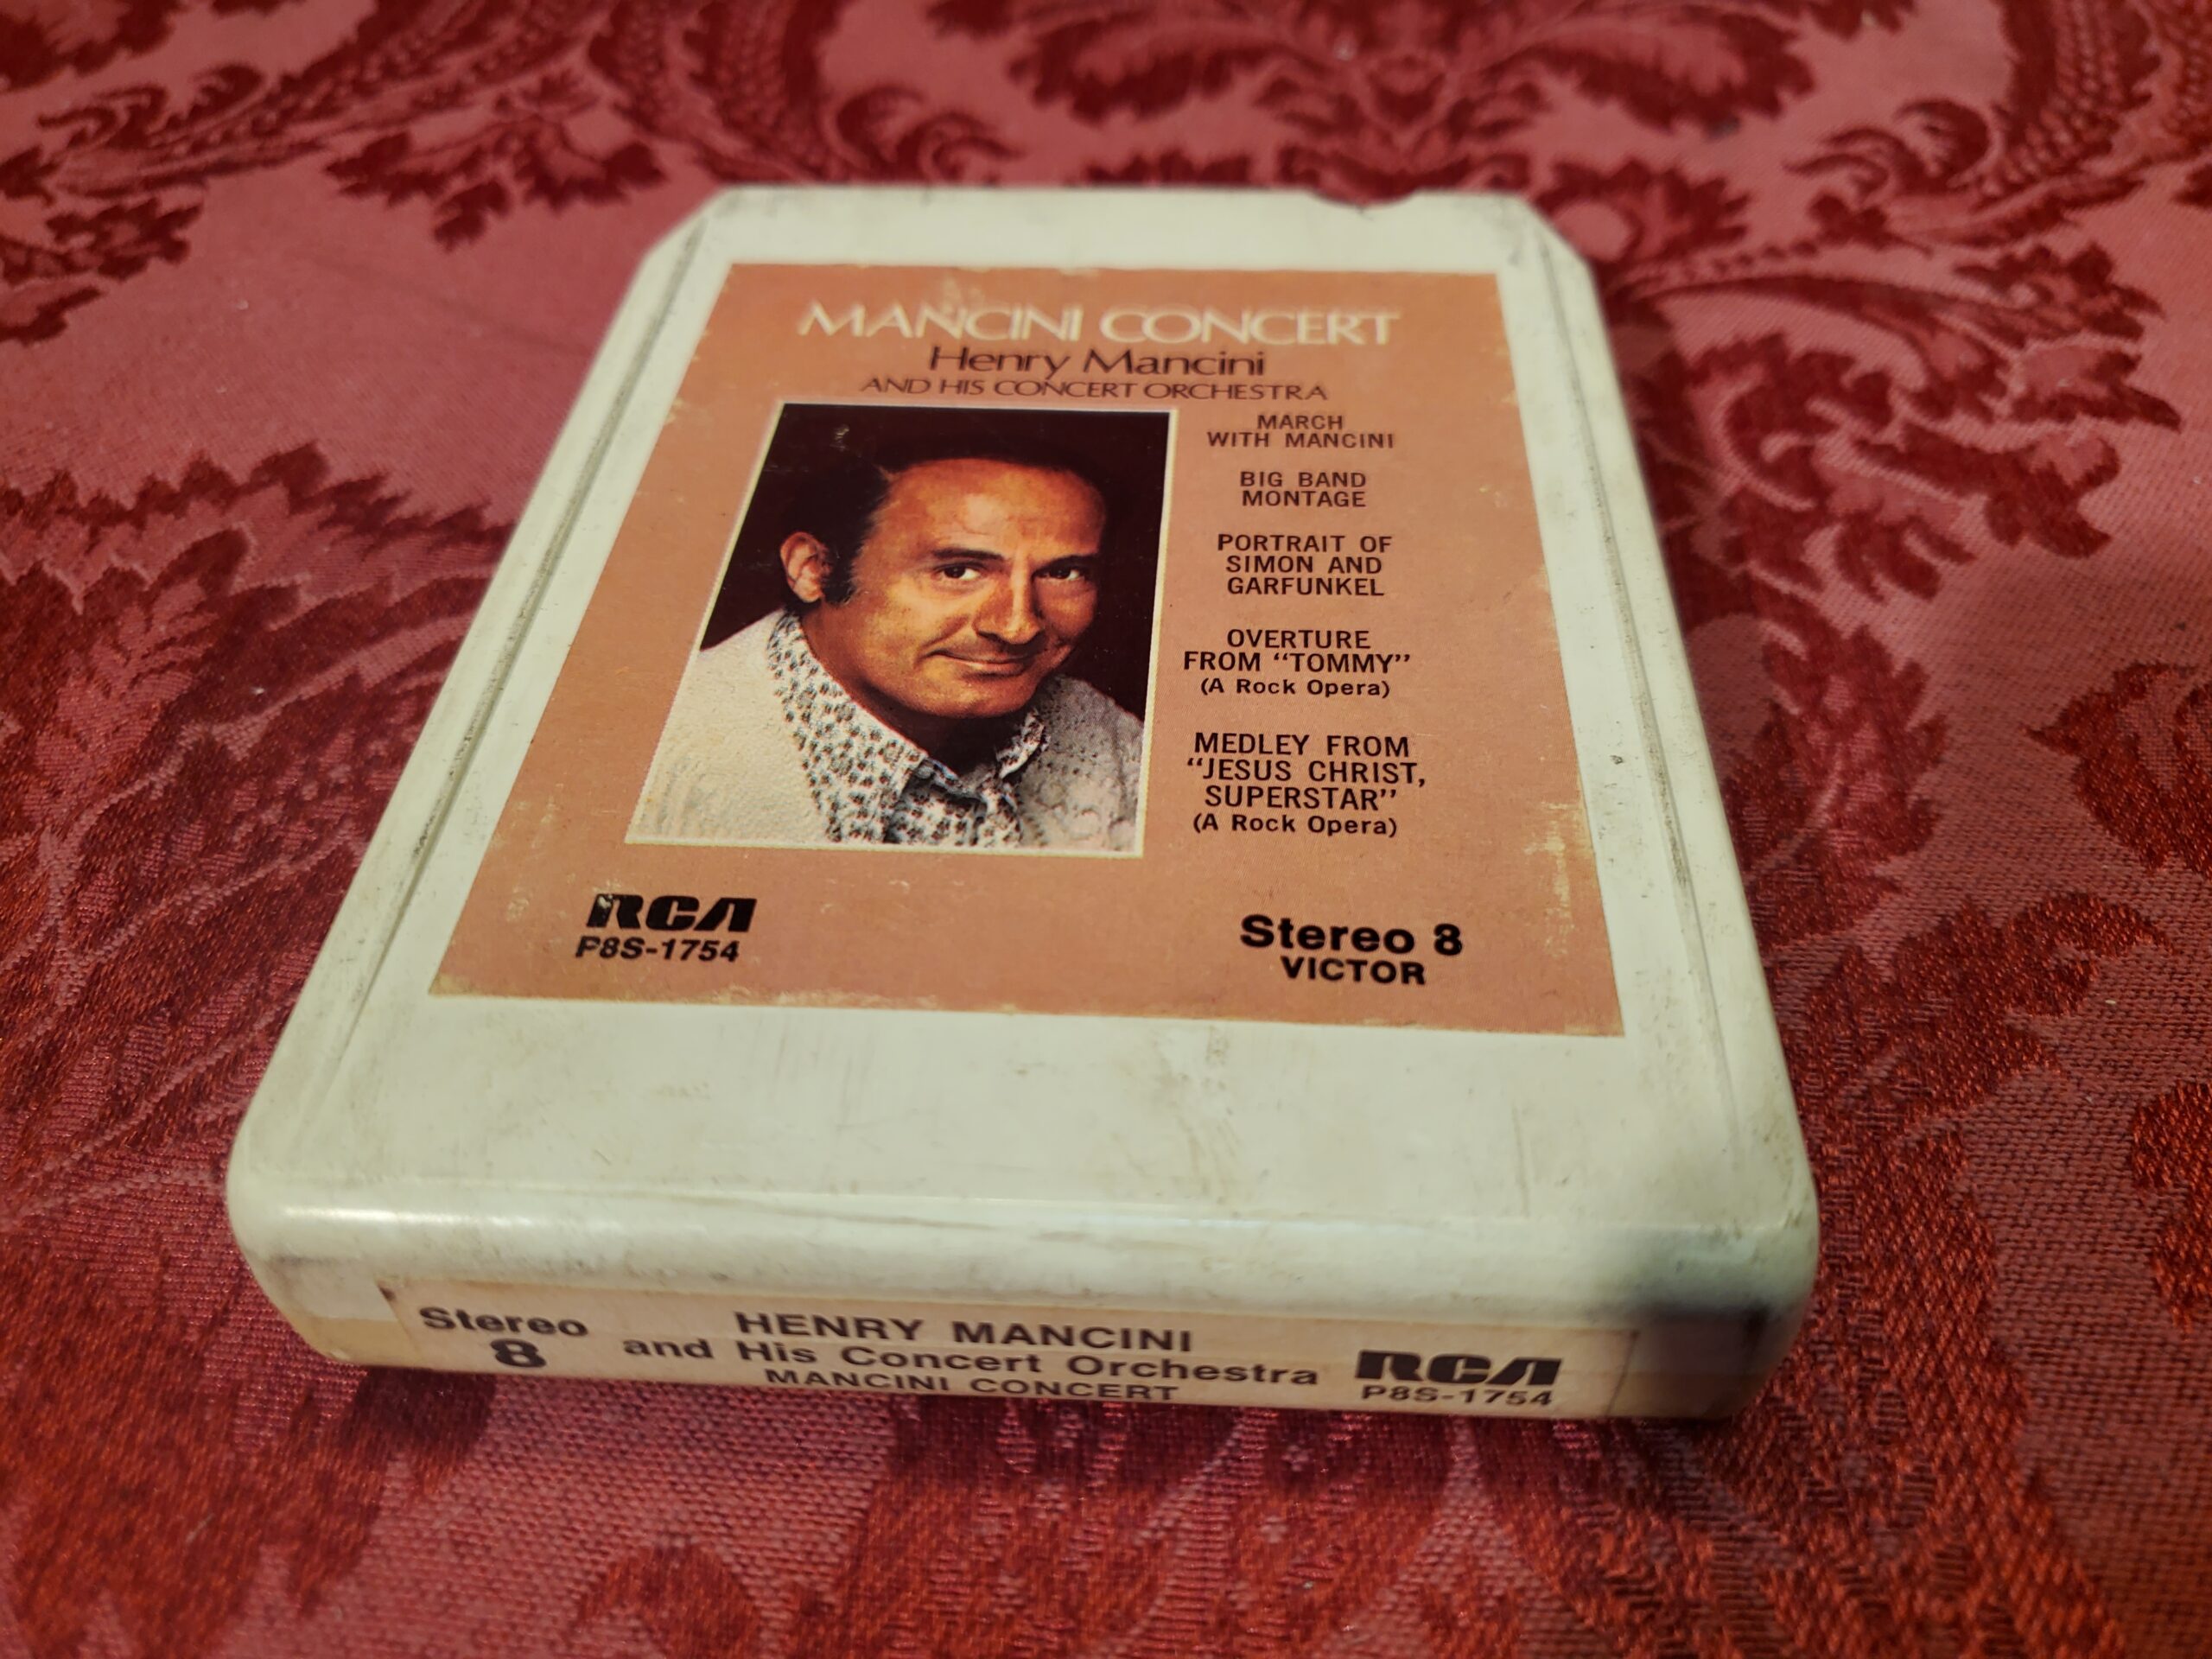 MANCINI CONCERT
Henry Mancini
AND HIS CONCERT ORCHESTRA
MARCH
WITH MANCINI
BIG BAND
MONTAGE
PORTRAIT OF
SIMON AND
GARFUNKEL
OVERTURE
FROM “TOMMY”
(A Rock Opera)
MEDLEY FROM
“JESUS CHRIST,
SUPERSTAR”
(A Rock Opera)
RCA
P8S-1754
Stereo 8
VICTOR
Stereo
8
HENRY MANCINI
and His Concert Orchestra
MANCINI CONCERT
RCA
P8S-1754